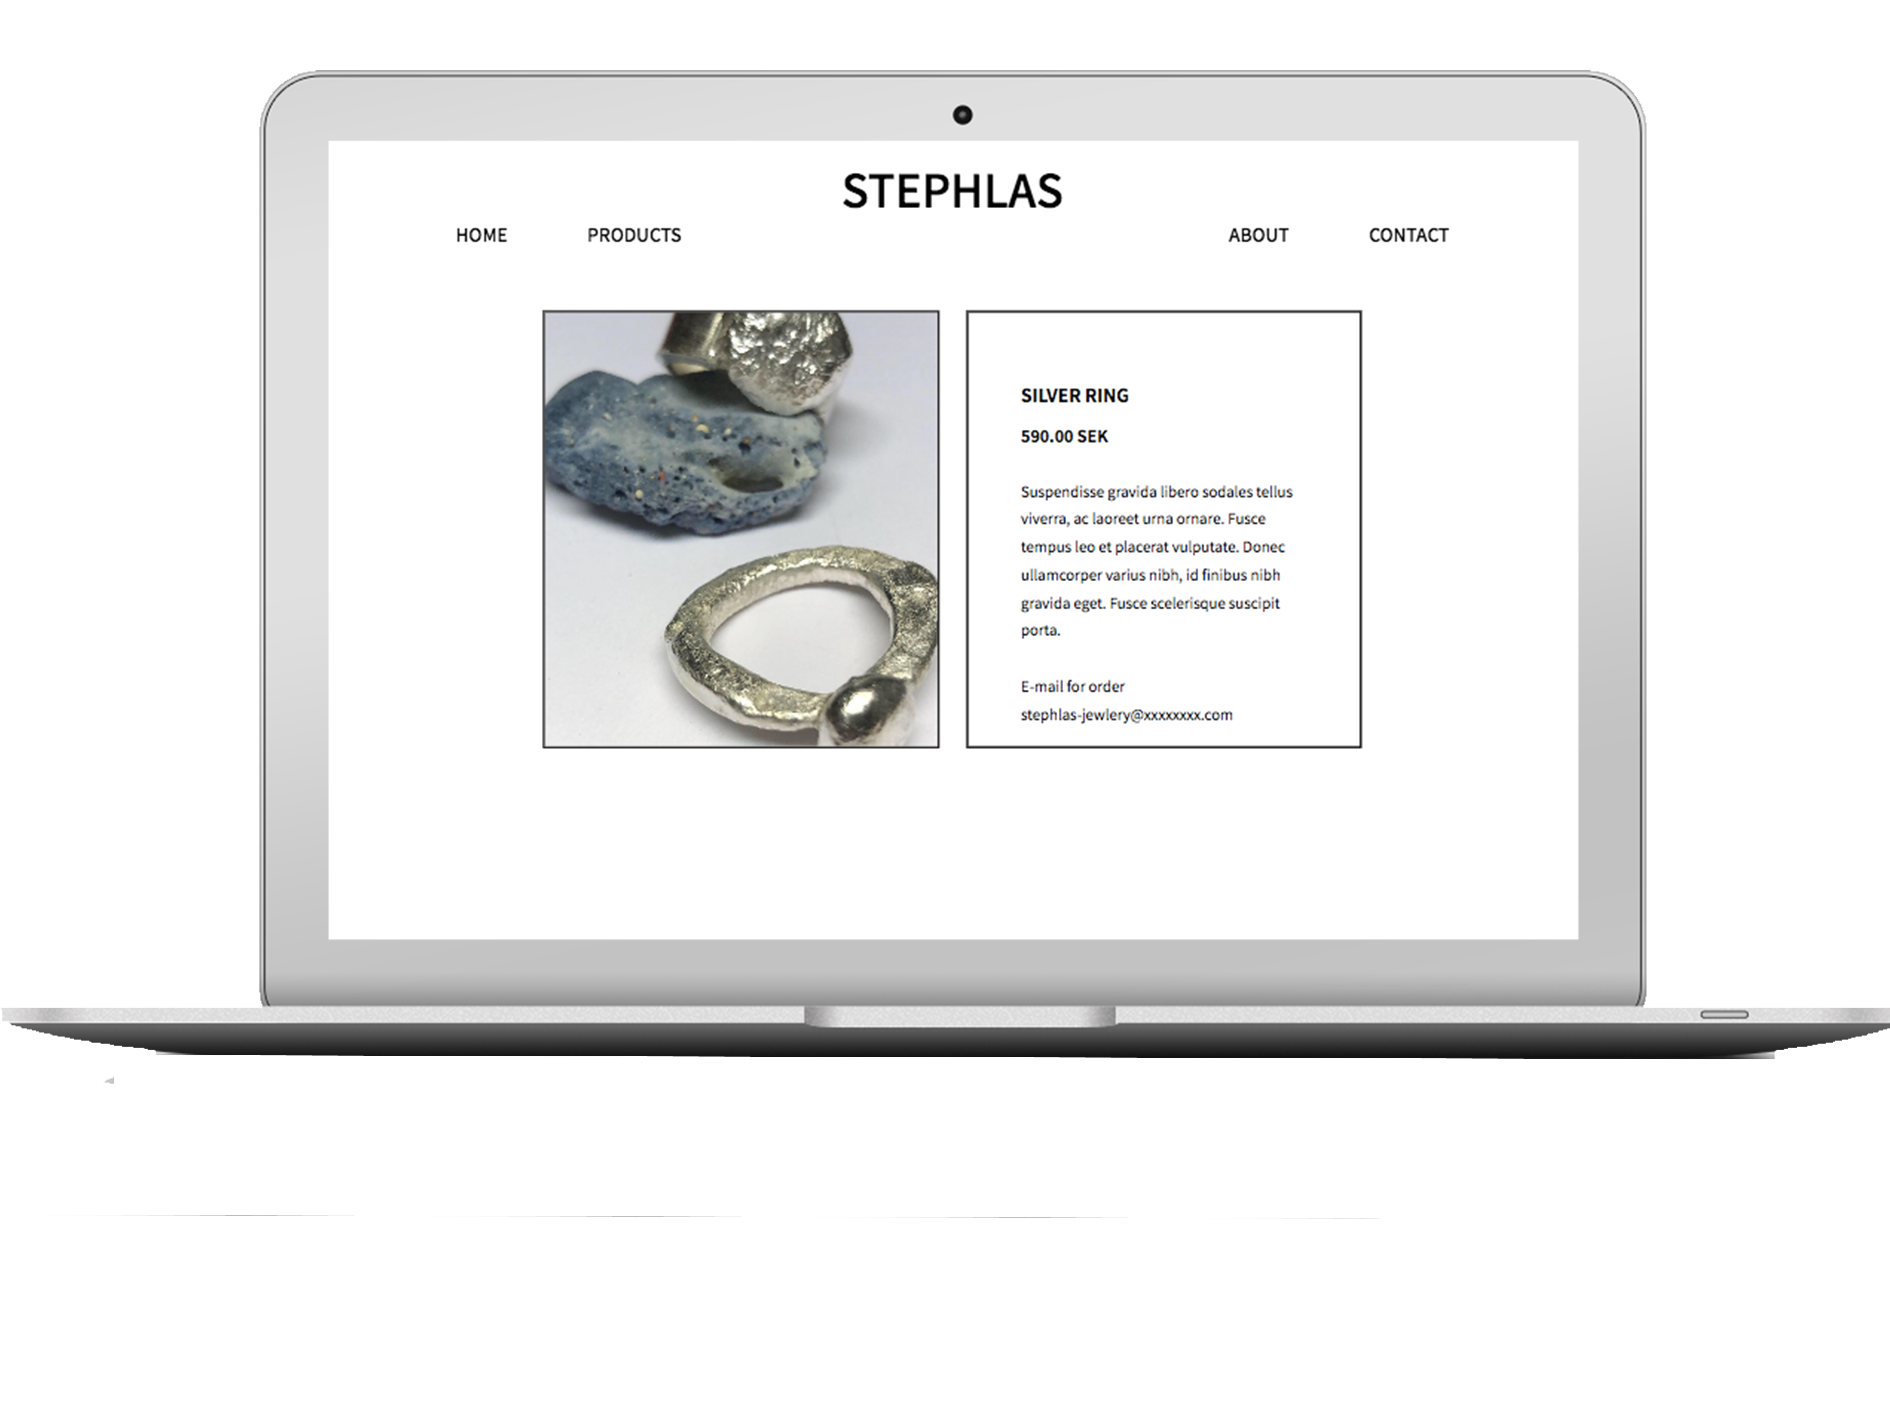 STEPHLAS
HOME PRODUCTS ABOUT CONTACT
SILVER RING
590.00 SEK
Suspendisse gravida libero sodales tellus
viverra, ac laoreet urna ornare. Fusce
tempus leo et placerat vulputate. Donec
ullamcorper varius nibh, id finibus nibh
gravida eget. Fusce scelerisque suscipit
porta.
E-mail for order
stephlas-jewlery@xxxxxxxx.com